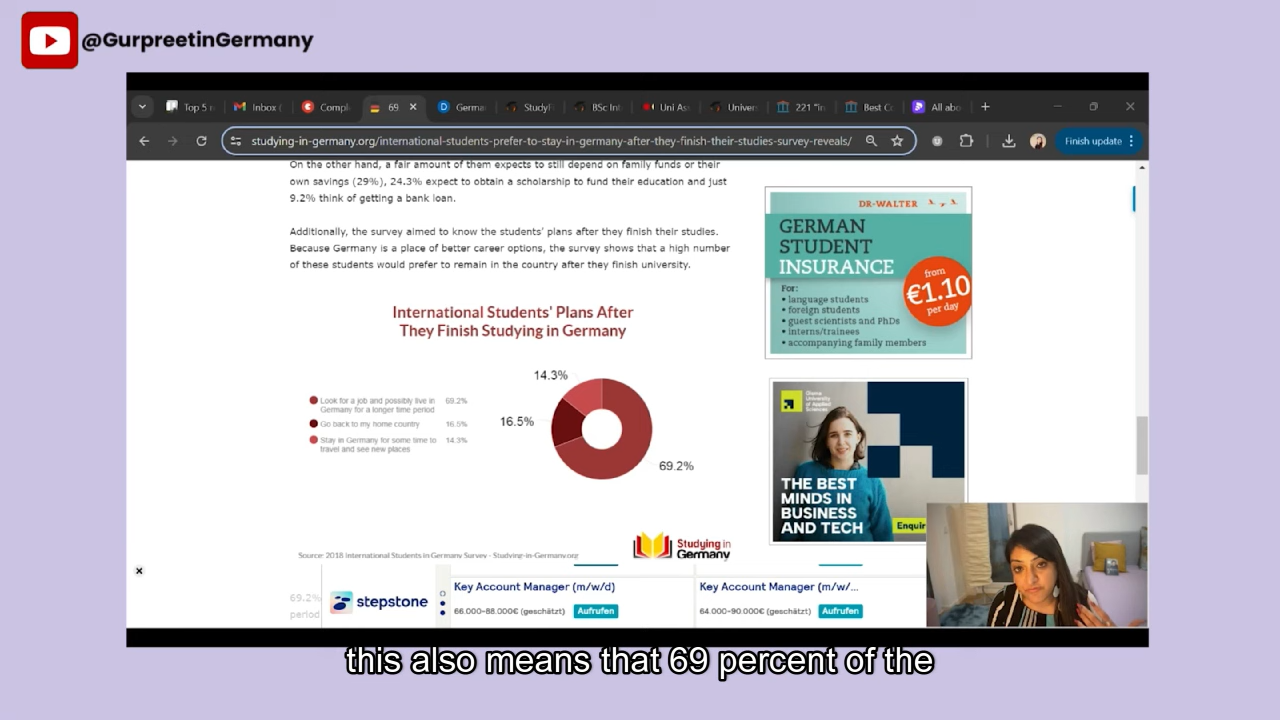 @GurpreetinGermany
Top 5 r
Inbox (
Compl
69
Germa
StudyF
BSc Int
Uni As
Univer
221 "in
Best Co
All abo
studying-in-germany.org/international-students-prefer-to-stay-in-germany-after-they-finish-their-studies-survey-reveals/
Finish update
On the other hand, a fair amount of them expects to still depend on family funds or their
own savings (29%), 24.3% expect to obtain a scholarship to fund their education and just
9.2% think of getting a bank loan.
Additionally, the survey aimed to know the students' plans after they finish their studies.
Because Germany is a place of better career options, the survey shows that a high number
of these students would prefer to remain in the country after they finish university.
International Students' Plans After
They Finish Studying in Germany
14.3%
16.5%
69.2%
Look for a job and possibly live in 69.2%
Germany for a longer time period
Go back to my home country 16.5%
Stay in Germany for some time to 14.3%
travel and see new places
Source: 2018 International Students in Germany Survey - Studying-in-Germany.org
Studying in
Germany
DR-WALTER
GERMAN
STUDENT
INSURANCE
from
€1.10
per day
For:
• language students
• foreign students
• guest scientists and PhDs
• interns/trainees
• accompanying family members
THE BEST
MINDS IN
BUSINESS
AND TECH
Enquir
69.2%
period
stepstone
Key Account Manager (m/w/d)
66.000–88.000€ (geschätzt) Aufrufen
Key Account Manager (m/w/...
64.000–90.000€ (geschätzt) Aufrufen
this also means that 69 percent of the